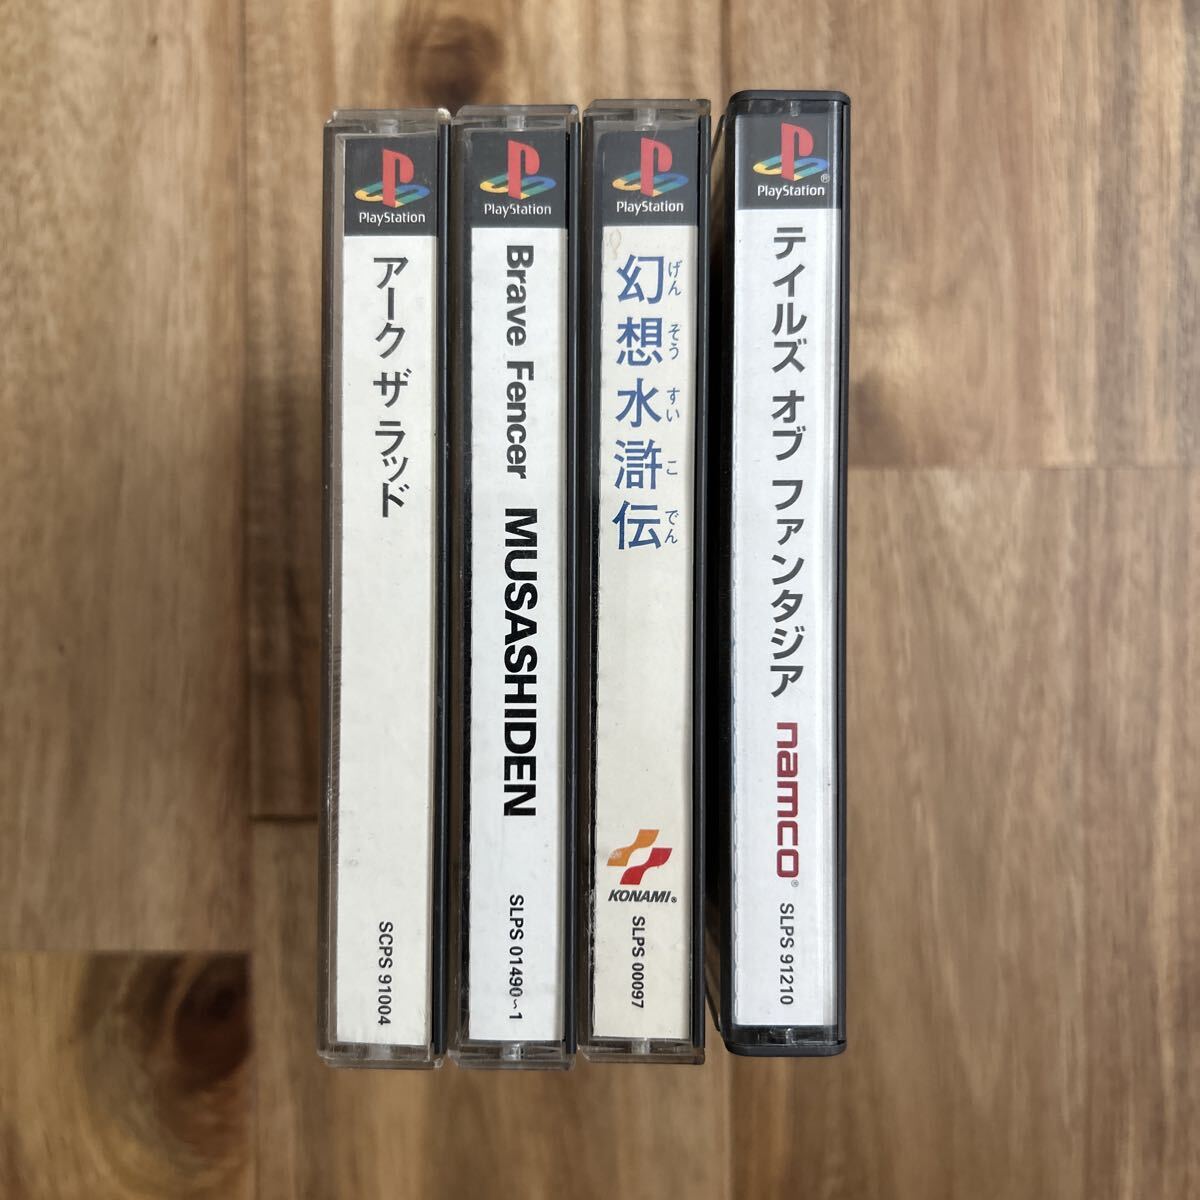 PlayStation
アーク ザ ラッド
SCPS 91004
PlayStation
Brave Fencer MUSASHIDEN
SLPS 01490~1
PlayStation
幻想水滸伝
げんそうすいこでん
KONAMI®
SLPS 00097
PlayStation®
テイルズ オブ ファンタジア
namco®
SLPS 91210